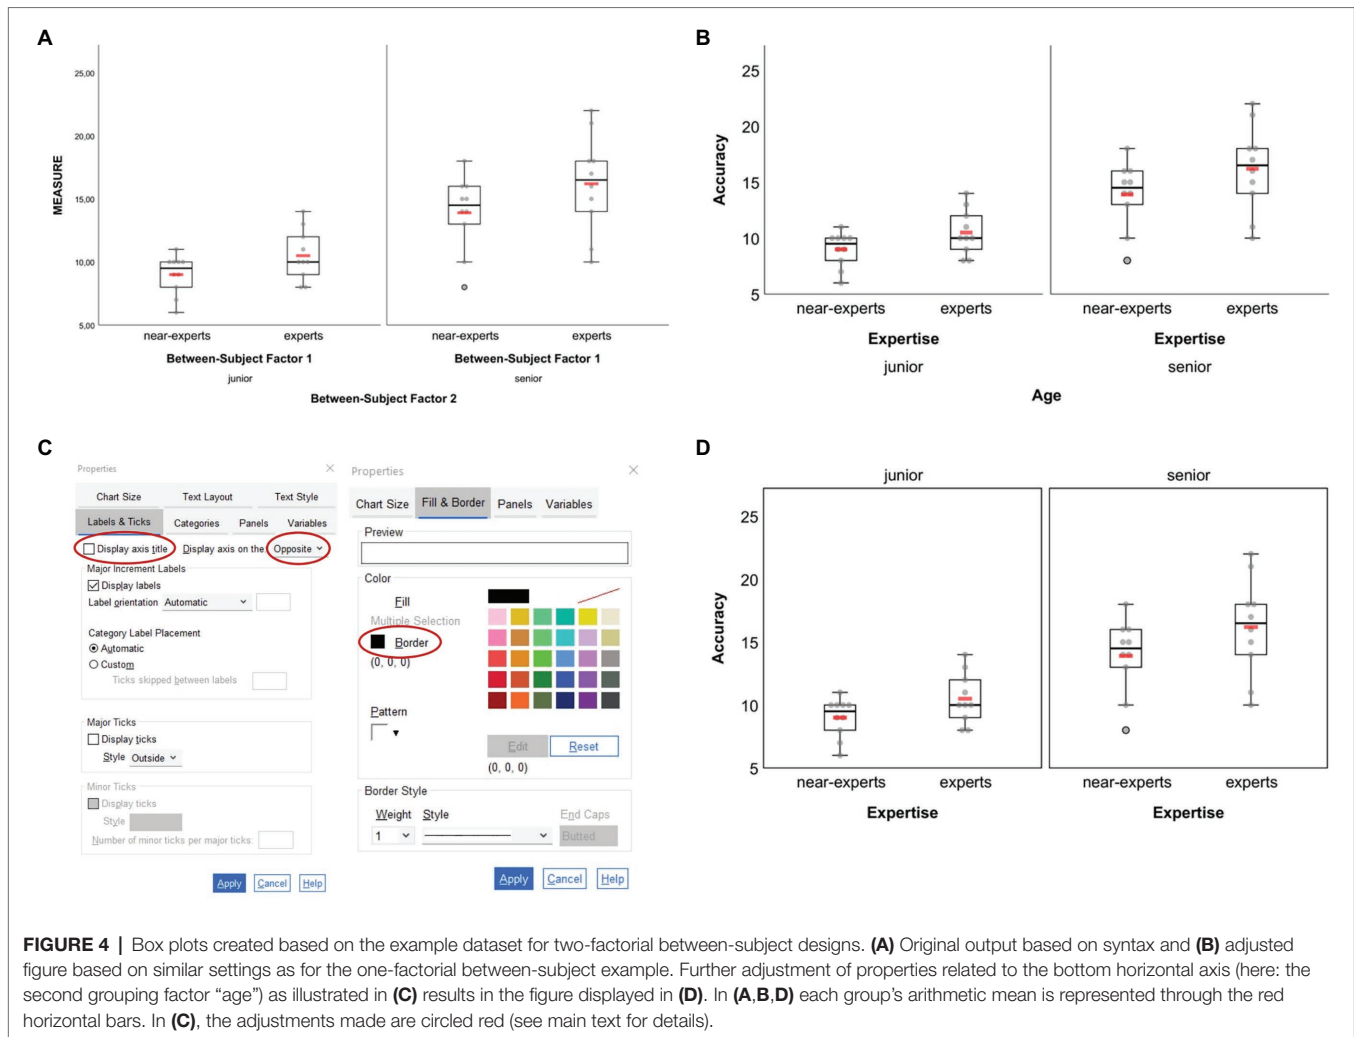 A
25,00
20,00
MEASURE
15,00
10,00
5,00
near-experts experts near-experts experts
Between-Subject Factor 1 Between-Subject Factor 1
junior senior
Between-Subject Factor 2
B
25
20
Accuracy
15
10
5
near-experts experts near-experts experts
Expertise Expertise
junior senior
Age
C
Properties
Chart Size Text Layout Text Style
Labels & Ticks Categories Panels Variables
Display axis title Display axis on the: Opposite
Major Increment Labels
Display labels
Label orientation Automatic
Category Label Placement
Automatic
Custom
Ticks skipped between labels
Major Ticks
Display ticks
Style Outside
Minor Ticks
Display ticks
Style
Number of minor ticks per major ticks:
Apply Cancel Help
Properties
Chart Size Fill & Border Panels Variables
Preview
Color
Fill
Multiple Selection
Border
(0, 0, 0)
Pattern
Edit Reset
(0, 0, 0)
Border Style
Weight Style End Caps
1 Butted
Apply Cancel Help
D
junior senior
25
20
Accuracy
15
10
5
near-experts experts near-experts experts
Expertise Expertise
FIGURE 4 | Box plots created based on the example dataset for two-factorial between-subject designs. (A) Original output based on syntax and (B) adjusted
figure based on similar settings as for the one-factorial between-subject example. Further adjustment of properties related to the bottom horizontal axis (here: the
second grouping factor “age”) as illustrated in (C) results in the figure displayed in (D). In (A,B,D) each group’s arithmetic mean is represented through the red
horizontal bars. In (C), the adjustments made are circled red (see main text for details).